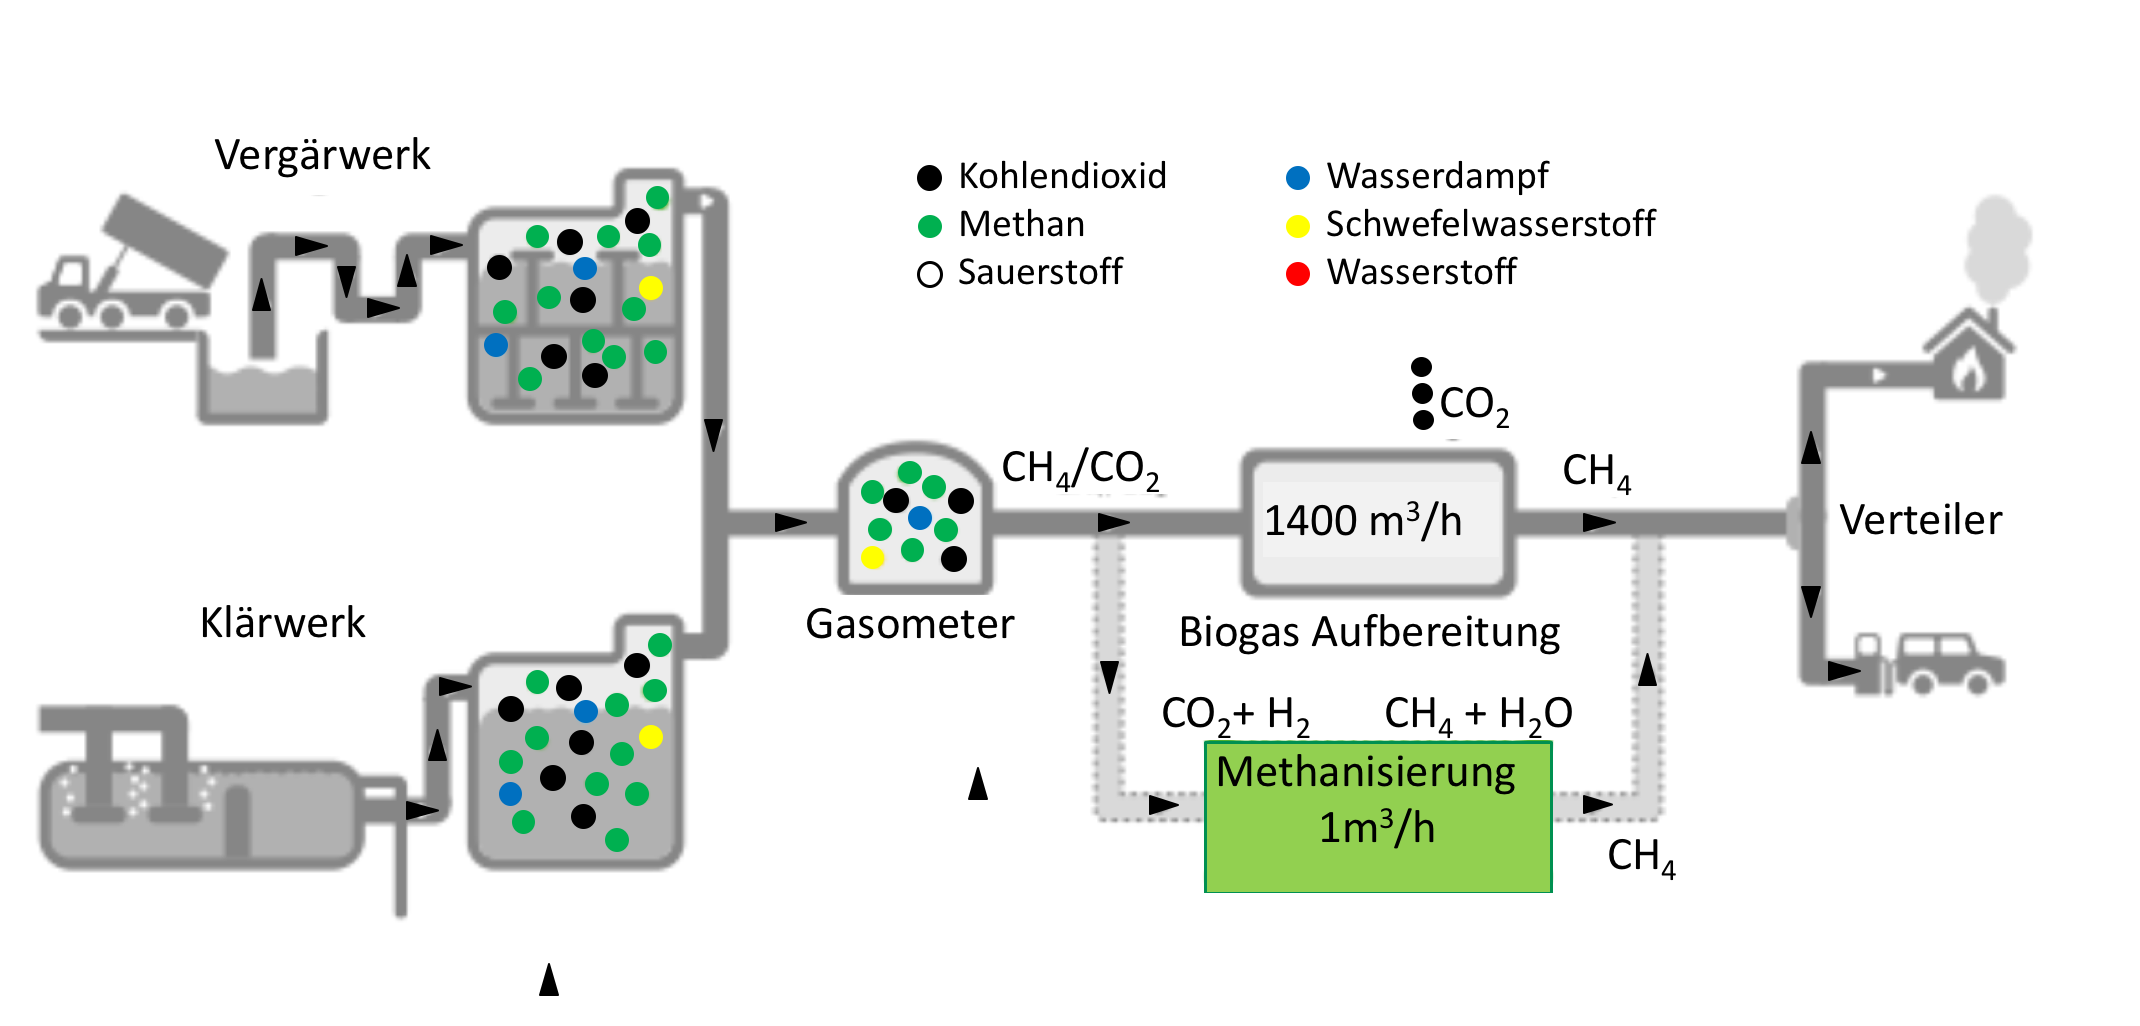 Vergärwerk
Kohlendioxid
Methan
Sauerstoff
Wasserdampf
Schwefelwasserstoff
Wasserstoff
CO₂
CH₄/CO₂
1400 m³/h
CH₄
Verteiler
Gasometer
Biogas Aufbereitung
Klärwerk
CO₂+ H₂
CH₄ + H₂O
Methanisierung
1m³/h
CH₄